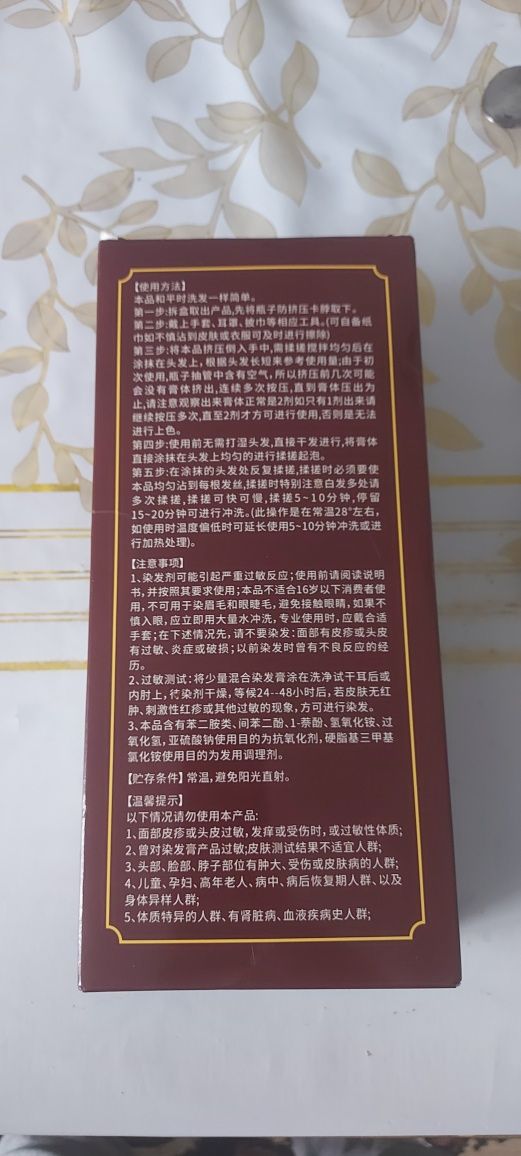 【使用方法】
本品和平时洗发一样简单。
第一步:拆盒取出产品,先将瓶子防挤压卡脖取下。
第二步:戴上手套、耳罩、披巾等相应工具。(可自备纸
巾如不慎沾到皮肤或衣服可及时进行擦除)
第三步:将本品挤压倒入手中,需揉搓搅拌均匀后在
涂抹在头发上，根据头发长短来参考使用量;由于初
次使用,瓶子抽管中含有空气，所以挤压前几次可能
会没有膏体挤出,连续多次按压,直到膏体压出为
止,请注意观察出来膏体正常是2剂如只有1剂出来请
继续按压多次,直至2剂才方可进行使用,否则是无法
进行上色。
第四步:使用前无需打湿头发,直接干发进行,将膏体
直接涂抹在头发上均匀的进行揉搓起泡。
第五步:在涂抹的头发处反复揉搓,揉搓时必须要使
本品均匀沾到每根发丝,揉搓时特别注意白发多处请
多次揉搓,揉搓可快可慢,揉搓5~10分钟,停留
15~20分钟可进行冲洗。(此操作是在常温28°左右,
如使用时温度偏低时可延长使用5~10分钟冲洗或进
行加热处理)。
【注意事项】
1、染发剂可能引起严重过敏反应;使用前请阅读说明
书,并按照其要求使用;本品不适合16岁以下消费者使
用，不可用于染眉毛和眼睫毛，避免接触眼睛，如果不
慎入眼，应立即用大量水冲洗，专业使用时，应戴合适
手套;在下述情况先，请不要染发:面部有皮疹或头皮
有过敏、炎症或破损;以前染发时曾有不良反应的经
历。
2、过敏测试:将少量混合染发膏涂在洗净试干耳后或
内肘上，待染剂干燥，等候24--48小时后，若皮肤无红
肿、刺激性红疹或其他过敏的现象，方可进行染发。
3、本品含有苯二胺类、间苯二酚、1-萘酚、氢氧化铵、过
氧化氢，亚硫酸钠使用目的为抗氧化剂，硬脂基三甲基
氯化铵使用目的为发用调理剂。
【贮存条件】常温,避免阳光直射。
【温馨提示】
以下情况请勿使用本产品:
1、面部皮疹或头皮过敏，发痒或受伤时，或过敏性体质;
2、曾对染发膏产品过敏;皮肤测试结果不适宜人群;
3、头部、脸部、脖子部位有肿大、受伤或皮肤病的人群;
4、儿童、孕妇、高年老人、病中、病后恢复期人群、以及
身体异样人群;
5、体质特异的人群、有肾脏病、血液疾病史人群;